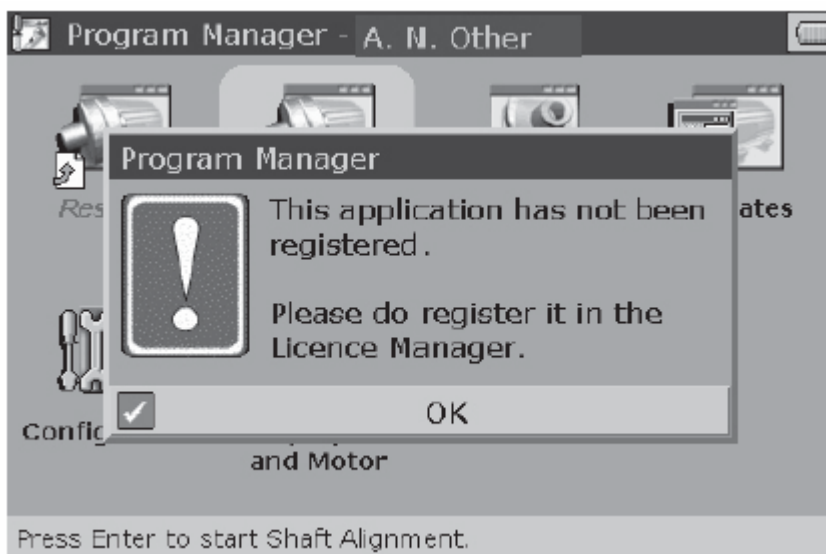 Program Manager - A. N. Other
Program Manager
This application has not been
registered.
Please do register it in the
Licence Manager.
OK
Res
ates
Config
and Motor
Press Enter to start Shaft Alignment.